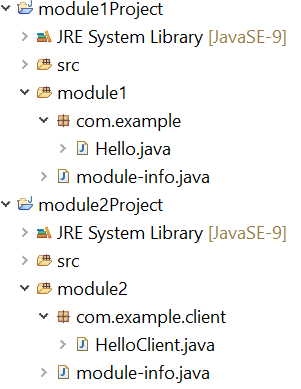 module1Project
JRE System Library [JavaSE-9]
src
module1
com.example
Hello.java
module-info.java
module2Project
JRE System Library [JavaSE-9]
src
module2
com.example.client
HelloClient.java
module-info.java